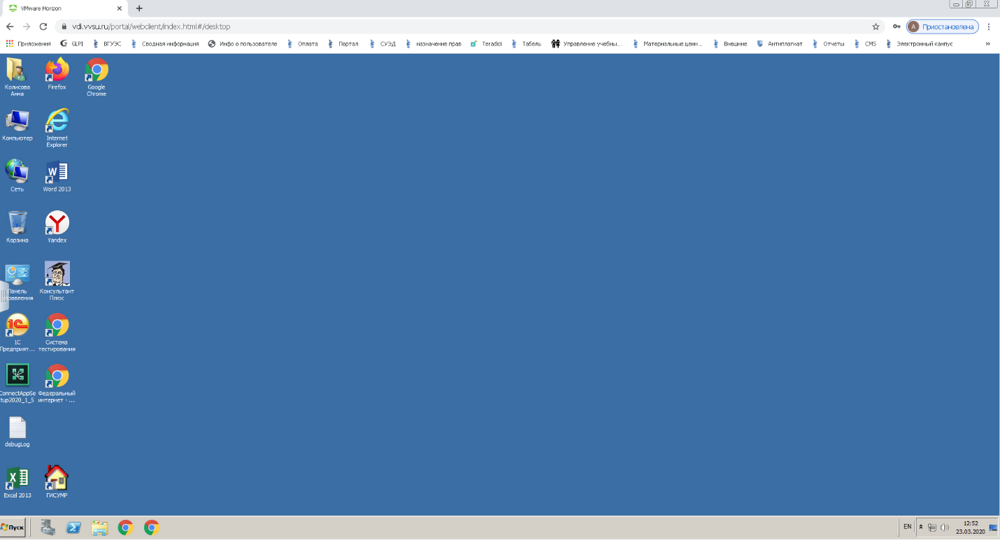 VMware Horizon
vdi.vvsu.ru/portal/webclient/index.html#/desktop
A Приостановлена
Приложения GLPI ВГУЭС Сводная информация Инфо о пользователе Оплата Портал СУЭД назначение прав Teradici Табель Управление учебны... Материальные ценн... Внешние Антиплагиат Отчеты CMS Электронный кампус »
Колисова
Анна
Firefox
Google
Chrome
Компьютер
Internet
Explorer
Сеть
Word 2013
Корзина
Yandex
Панель
управления
Консультант
Плюс
1C
Предприят...
Система
тестирования
ConnectAppSe
tup2020_1_5
Федеральный
интернет - ...
debugLog
Excel 2013
ГИСУМР
Пуск
EN
12:52
23.03.2020